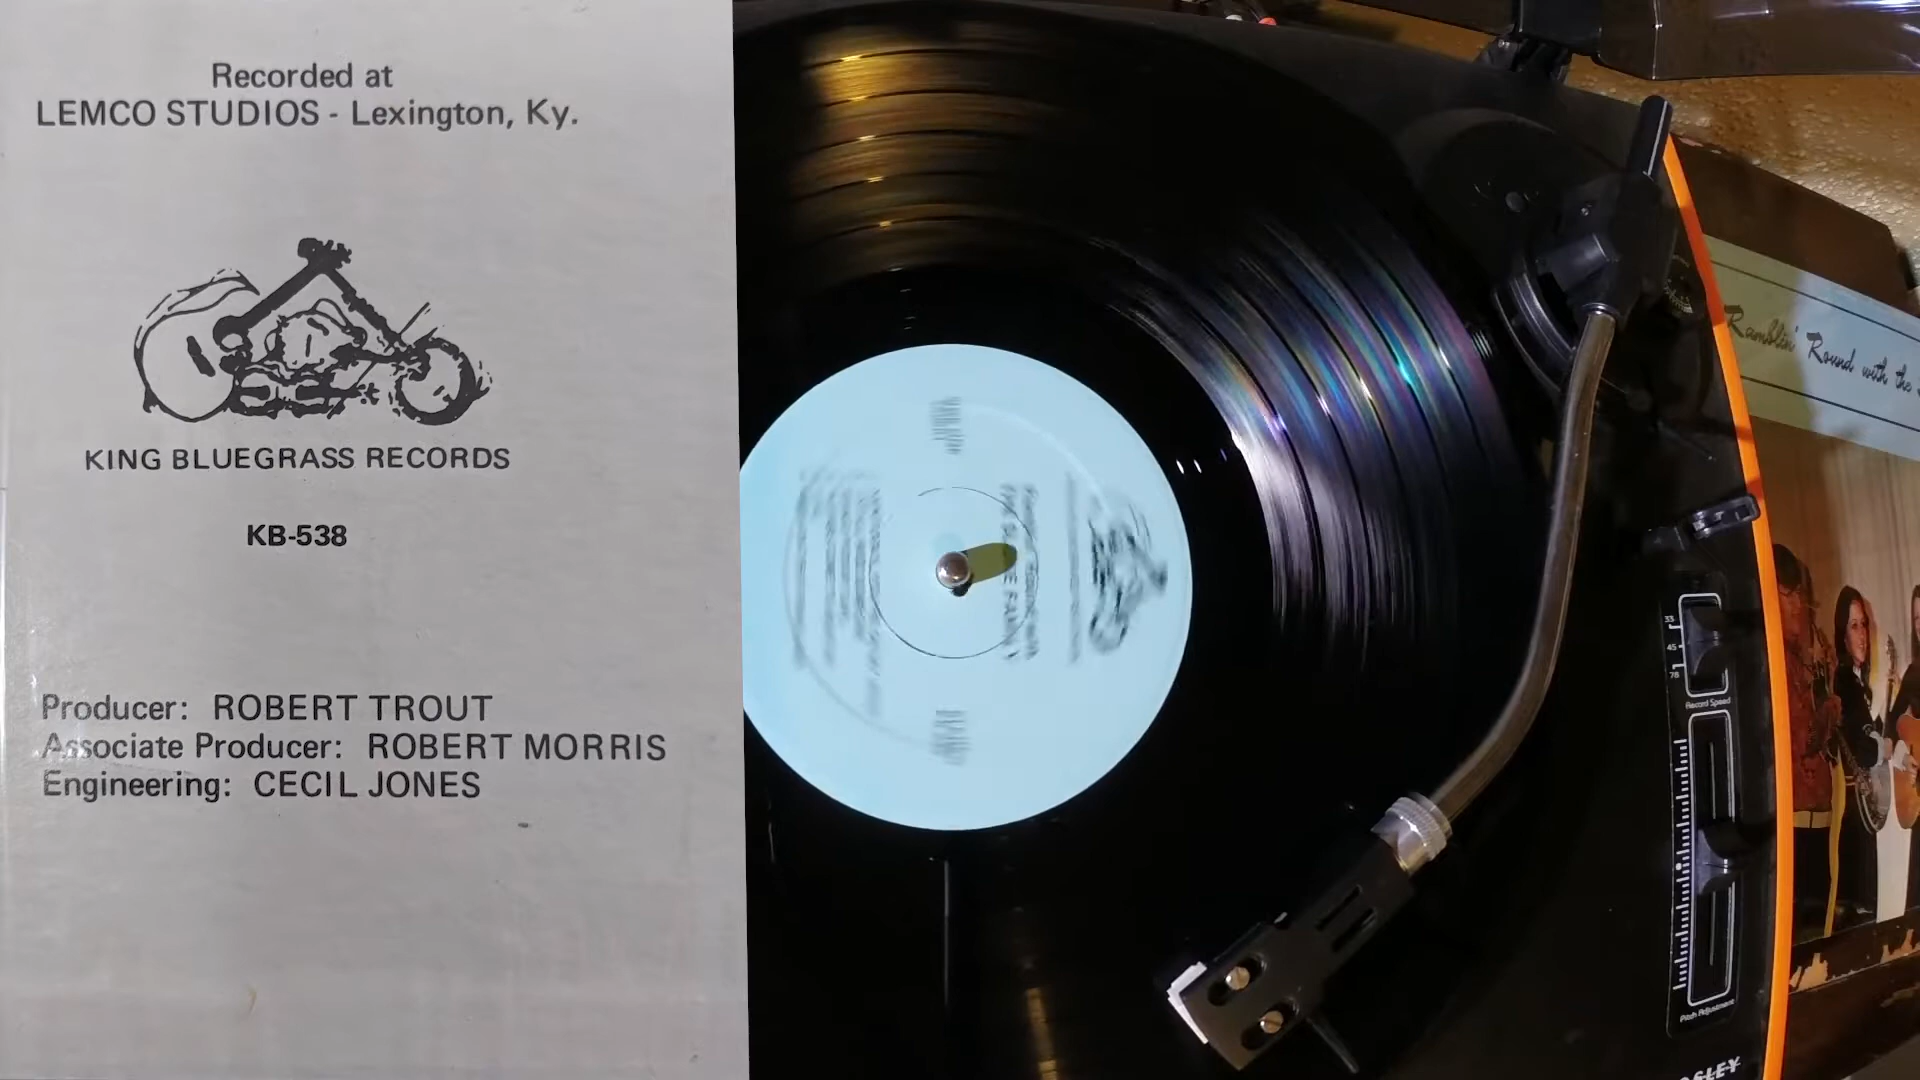 Recorded at
LEMCO STUDIOS - Lexington, Ky.
KING BLUEGRASS RECORDS
KB-538
Producer: ROBERT TROUT
Associate Producer: ROBERT MORRIS
Engineering: CECIL JONES
Ramblin' Round with the
33
45
78
Record Speed
Pitch Adjustment